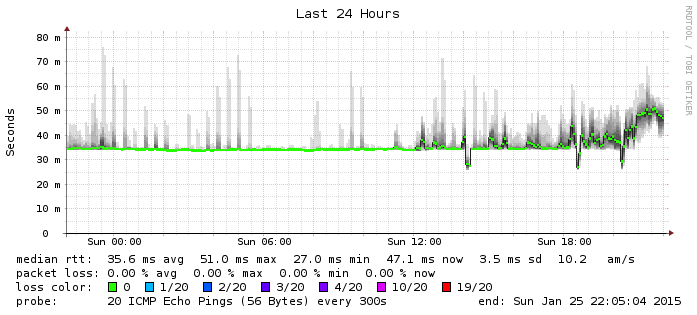 Last 24 Hours
RRDTOOL / TOBI OETIKER
Seconds
80 m
70 m
60 m
50 m
40 m
30 m
20 m
10 m
0
Sun 00:00 Sun 06:00 Sun 12:00 Sun 18:00
median rtt: 35.6 ms avg 51.0 ms max 27.0 ms min 47.1 ms now 3.5 ms sd 10.2 am/s
packet loss: 0.00 % avg 0.00 % max 0.00 % min 0.00 % now
loss color: 0 1/20 2/20 3/20 4/20 10/20 19/20
probe: 20 ICMP Echo Pings (56 Bytes) every 300s end: Sun Jan 25 22:05:04 2015